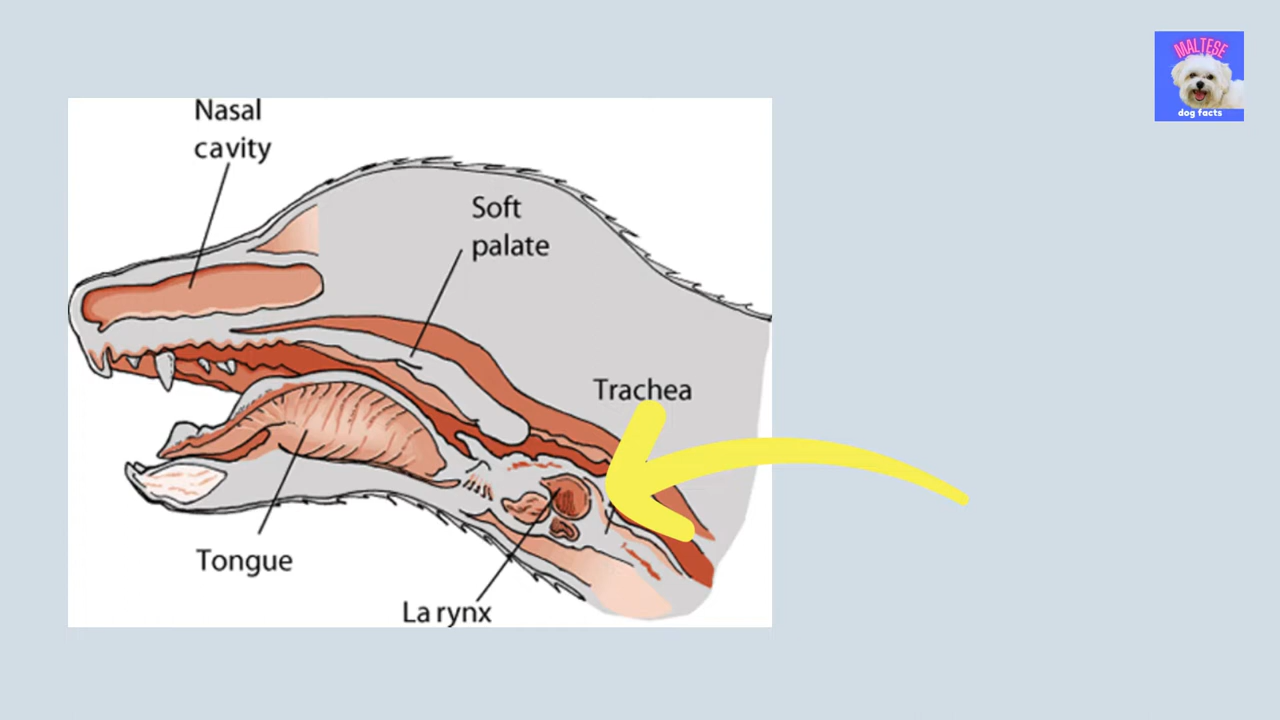 MALTESE
dog facts
Nasal
cavity
Soft
palate
Trachea
Tongue
La rynx